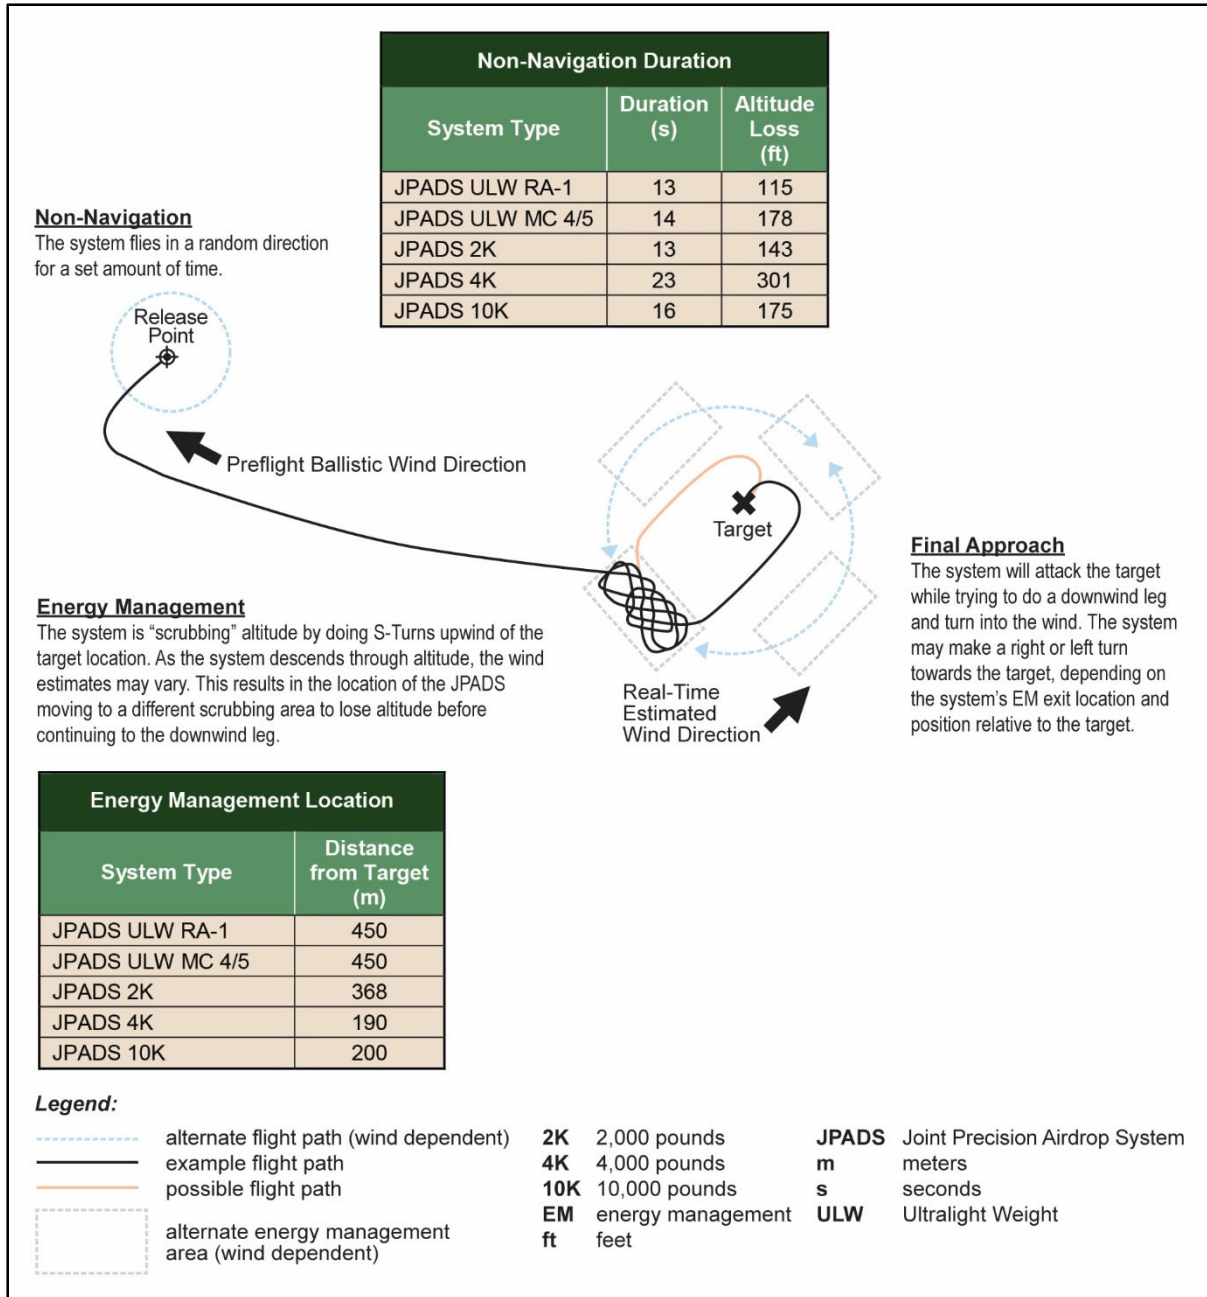 Non-Navigation Duration
System Type Duration (s) Altitude Loss (ft)
JPADS ULW RA-1 13 115
JPADS ULW MC 4/5 14 178
JPADS 2K 13 143
JPADS 4K 23 301
JPADS 10K 16 175
Non-Navigation
The system flies in a random direction
for a set amount of time.
Release
Point
Preflight Ballistic Wind Direction
Target
Final Approach
The system will attack the target
while trying to do a downwind leg
and turn into the wind. The system
may make a right or left turn
towards the target, depending on
the system's EM exit location and
position relative to the target.
Energy Management
The system is “scrubbing” altitude by doing S-Turns upwind of the
target location. As the system descends through altitude, the wind
estimates may vary. This results in the location of the JPADS
moving to a different scrubbing area to lose altitude before
continuing to the downwind leg.
Real-Time
Estimated
Wind Direction
Energy Management Location
System Type Distance from Target (m)
JPADS ULW RA-1 450
JPADS ULW MC 4/5 450
JPADS 2K 368
JPADS 4K 190
JPADS 10K 200
Legend:
alternate flight path (wind dependent)
example flight path
possible flight path
alternate energy management
area (wind dependent)
2K 2,000 pounds
4K 4,000 pounds
10K 10,000 pounds
EM energy management
ft feet
JPADS Joint Precision Airdrop System
m meters
s seconds
ULW Ultralight Weight